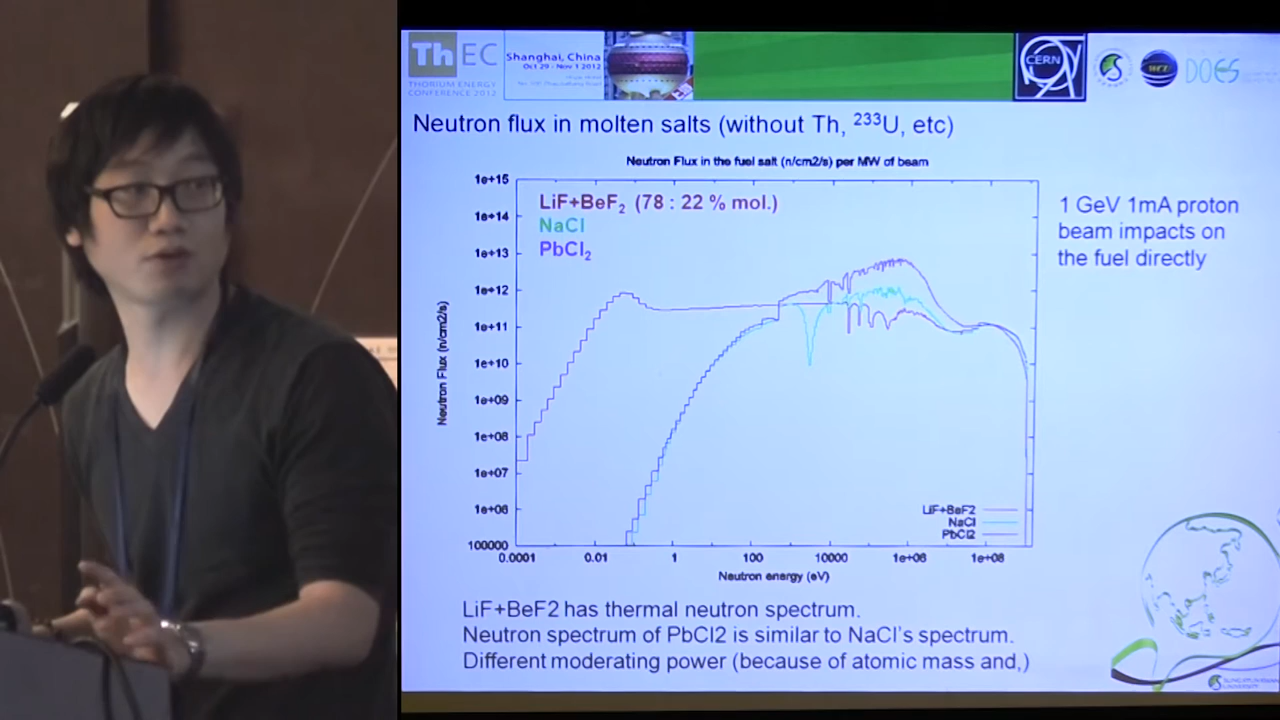 ThEC
THORIUM ENERGY
CONFERENCE 2012
Shanghai, China
Oct 29 - Nov 1 2012
CERN
DOES
Neutron flux in molten salts (without Th, ²³³U, etc)
Neutron Flux in the fuel salt (n/cm2/s) per MW of beam
1e+15
1e+14
1e+13
1e+12
1e+11
1e+10
1e+09
1e+08
1e+07
1e+06
100000
Neutron Flux (n/cm2/s)
LiF+BeF₂ (78 : 22 % mol.)
NaCl
PbCl₂
LiF+BeF2
NaCl
PbCl2
0.0001 0.01 1 100 10000 1e+06 1e+08
Neutron energy (eV)
1 GeV 1mA proton
beam impacts on
the fuel directly
LiF+BeF2 has thermal neutron spectrum.
Neutron spectrum of PbCl2 is similar to NaCl's spectrum.
Different moderating power (because of atomic mass and,)
UNIVERSITY